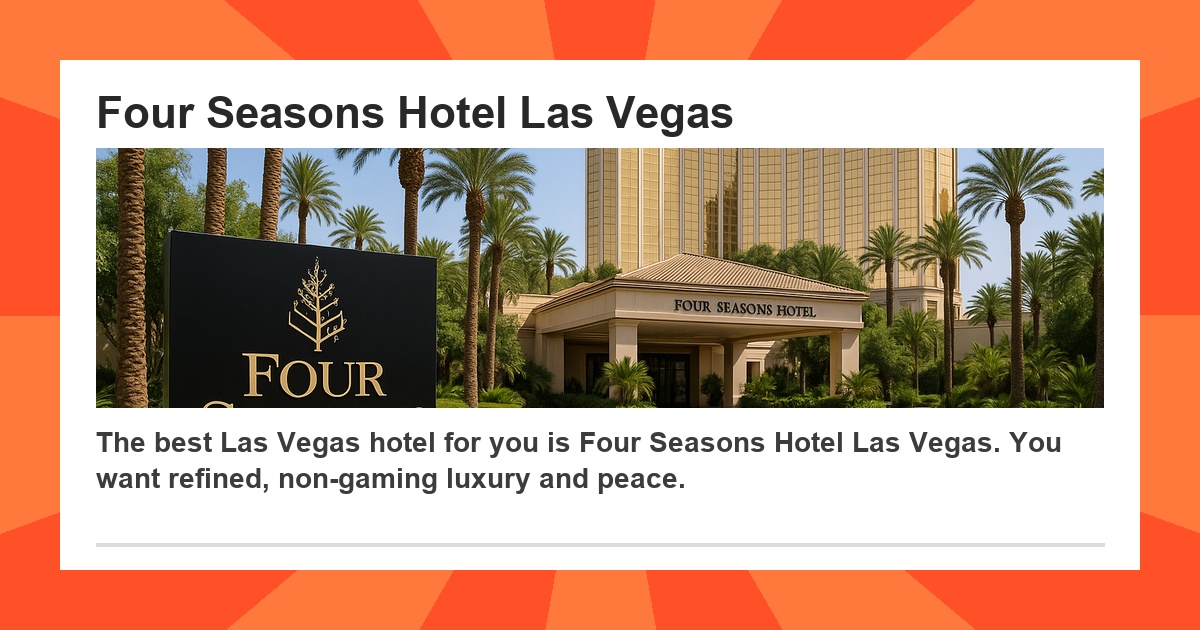 Four Seasons Hotel Las Vegas
FOUR SEASONS HOTEL
FOUR
The best Las Vegas hotel for you is Four Seasons Hotel Las Vegas. You
want refined, non-gaming luxury and peace.